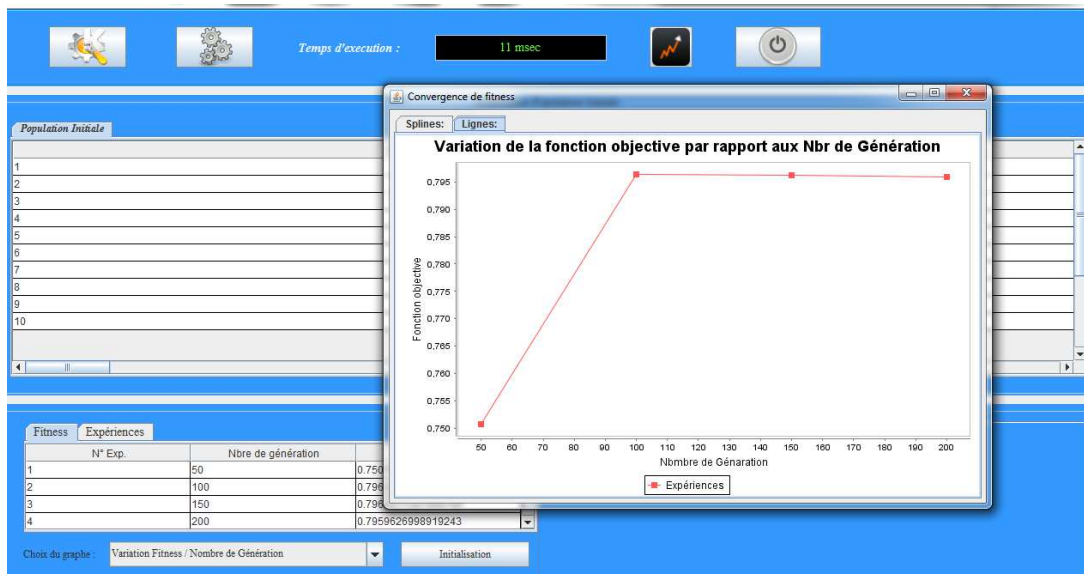 Temps d'execution :
11 msec
Convergence de fitness
Splines:
Lignes:
Population Initiale
1
2
3
4
5
6
7
8
9
10
Variation de la fonction objective par rapport aux Nbr de Génération
Fonction objective
0,795
0,790
0,785
0,780
0,775
0,770
0,765
0,760
0,755
0,750
50 60 70 80 90 100 110 120 130 140 150 160 170 180 190 200
Nbmbre de Génaration
Expériences
Fitness
Expériences
N° Exp. Nbre de génération
1 50 0.750
2 100 0.796
3 150 0.796
4 200 0.7959626998919243
Choix du graphe :
Variation Fitness / Nombre de Génération
Initialisation